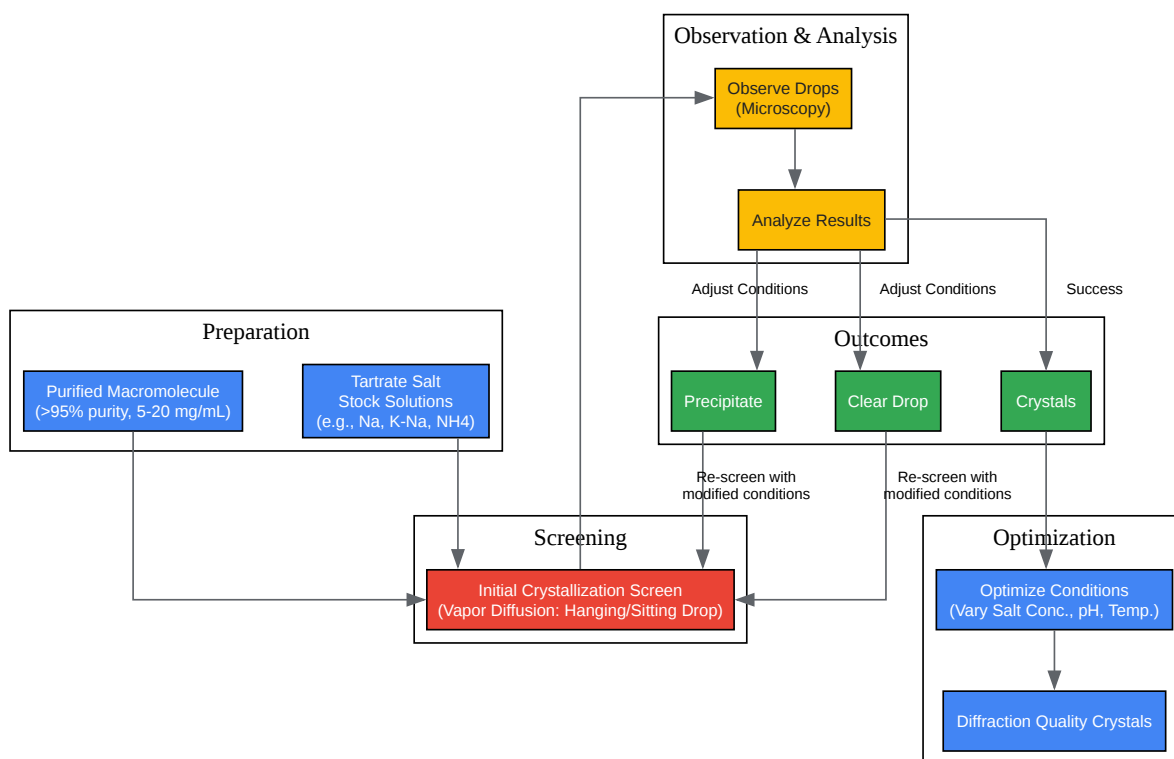 Observation & Analysis
Observe Drops
(Microscopy)
Analyze Results
Adjust Conditions
Adjust Conditions
Success
Preparation
Purified Macromolecule
(>95% purity, 5-20 mg/mL)
Tartrate Salt
Stock Solutions
(e.g., Na, K-Na, NH4)
Outcomes
Precipitate
Clear Drop
Crystals
Re-screen with
modified conditions
Re-screen with
modified conditions
Screening
Initial Crystallization Screen
(Vapor Diffusion: Hanging/Sitting Drop)
Optimization
Optimize Conditions
(Vary Salt Conc., pH, Temp.)
Diffraction Quality Crystals